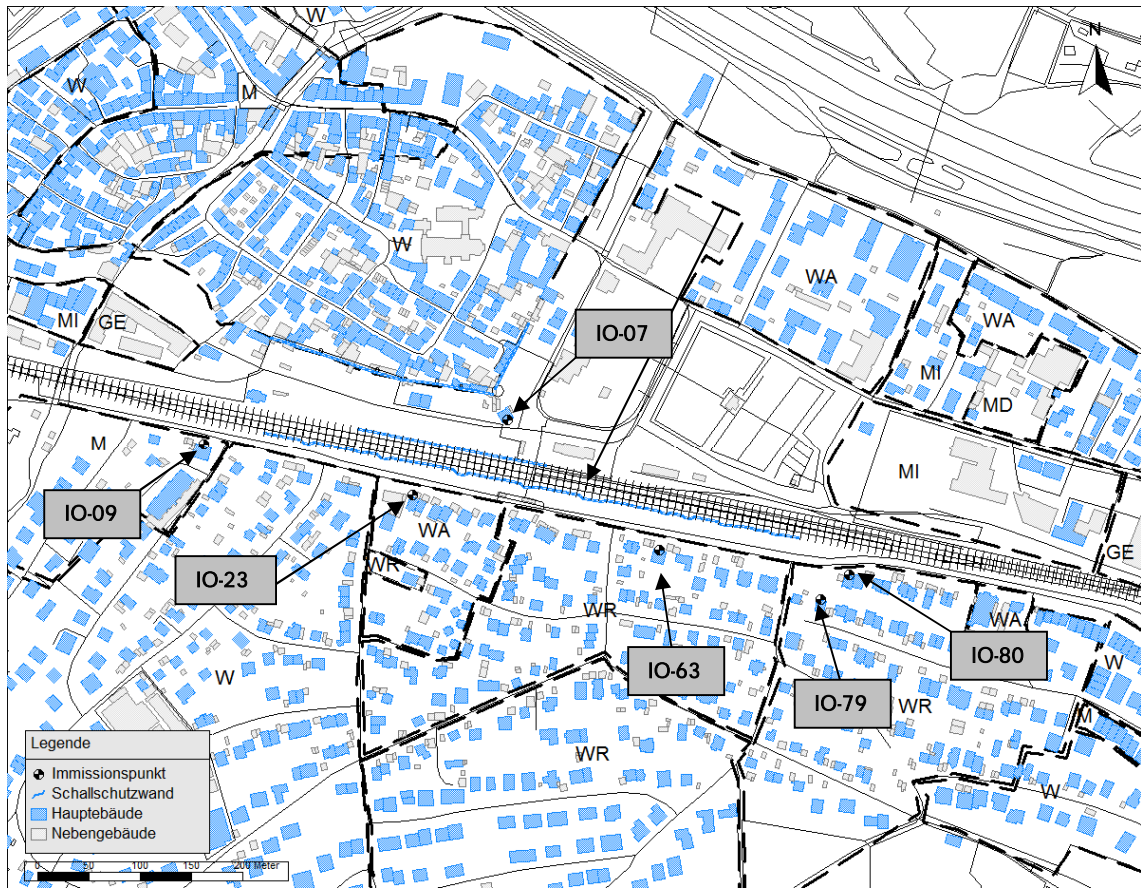 W
N
W
M
WA
W
WA
IO-07
MI
GE
MI
MD
M
MI
IO-09
WA
GE
IO-23
WR
WR
WA
IO-80
W
IO-63
W
IO-79
WR
M
WR
W
Legende
Immissionspunkt
Schallschutzwand
Hauptebäude
Nebengebäude
0 50 100 150 200 Meter